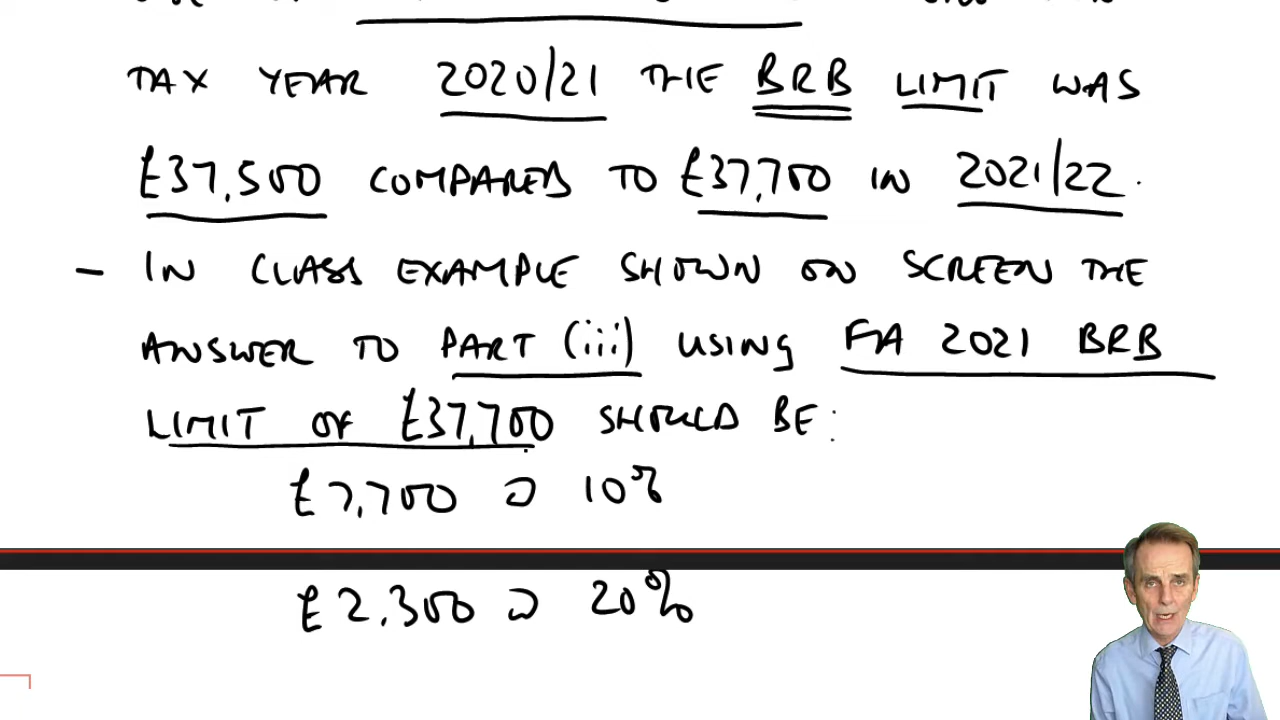 TAX YEAR 2020/21 THE BRB LIMIT WAS
£37,500 COMPARED TO £37,700 IN 2021/22.
- IN CLASS EXAMPLE SHOWN ON SCREEN THE
ANSWER TO PART (iii) USING FA 2021 BRB
LIMIT OF £37,700 SHOULD BE:
£7,700 @ 10%
£2,300 @ 20%